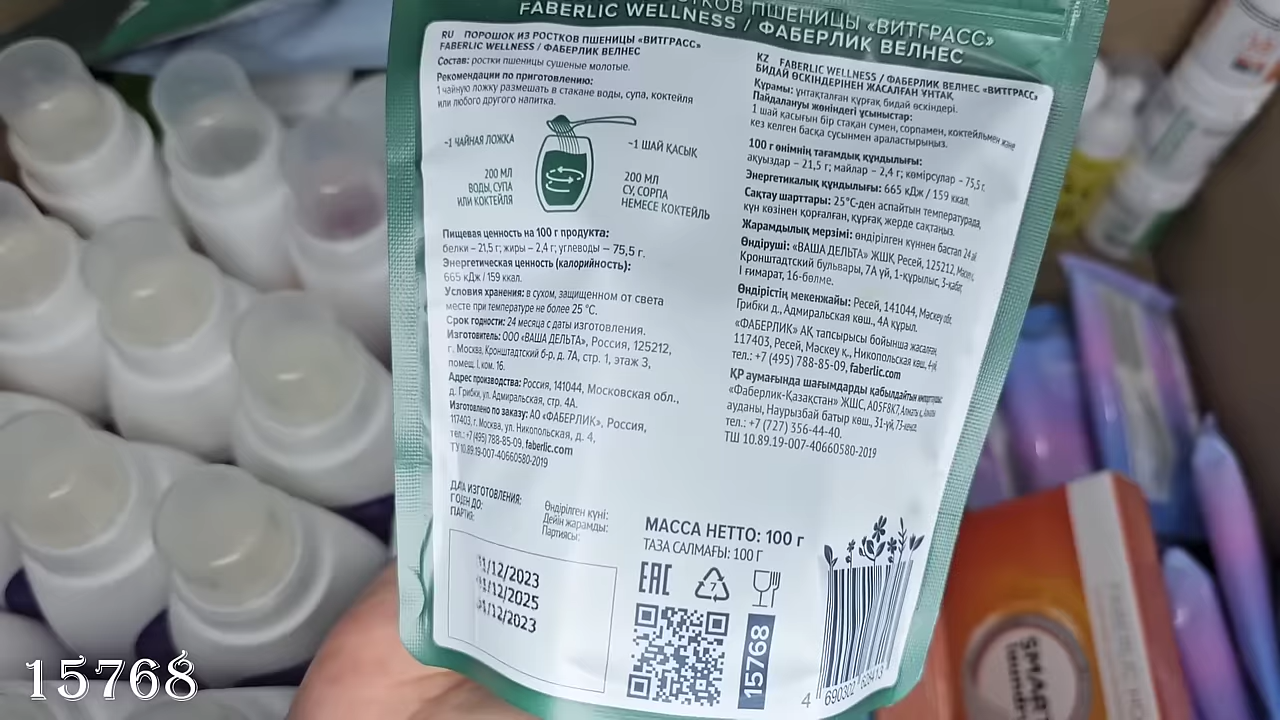 РОСТКОВ ПШЕНИЦЫ «ВИТГРАСС»
FABERLIC WELLNESS / ФАБЕРЛИК ВЕЛНЕС
RU ПОРОШОК ИЗ РОСТКОВ ПШЕНИЦЫ «ВИТГРАСС»
FABERLIC WELLNESS / ФАБЕРЛИК ВЕЛНЕС
Состав: ростки пшеницы сушеные молотые.
Рекомендации по приготовлению:
1 чайную ложку размешать в стакане воды, супа, коктейля
или любого другого напитка.
~1 ЧАЙНАЯ ЛОЖКА
200 МЛ
ВОДЫ, СУПА
ИЛИ КОКТЕЙЛЯ
~1 ШАЙ ҚАСЫҚ
200 МЛ
СУ, СОРПА
НЕМЕСЕ КОКТЕЙЛЬ
Пищевая ценность на 100 г продукта:
белки – 21,5 г; жиры – 2,4 г; углеводы — 75,5 г.
Энергетическая ценность (калорийность):
665 кДж / 159 ккал.
Условия хранения: в сухом, защищенном от света
месте при температуре не более 25 °C.
Срок годности: 24 месяца с даты изготовления.
Изготовитель: ООО «ВАША ДЕЛЬТА», Россия, 125212,
г. Москва, Кронштадтский б-р, д. 7А, стр. 1, этаж 3,
помещ. I, ком. 16.
Адрес производства: Россия, 141044, Московская обл.,
д. Грибки, ул. Адмиральская, стр. 4А.
Изготовлено по заказу: АО «ФАБЕРЛИК», Россия,
117403, г. Москва, ул. Никопольская, д. 4,
тел.: +7 (495) 788-85-09, faberlic.com
ТУ 10.89.19-007-40660580-2019
KZ FABERLIC WELLNESS / ФАБЕРЛИК ВЕЛНЕС «ВИТГРАСС»
БИДАЙ ӨСКІНДЕРІНЕН ЖАСАЛҒАН ҰНТАҚ
Құрамы: ұнтақталған құрғақ бидай өскіндері.
Пайдалануы жөніндегі ұсыныстар:
1 шай қасығын бір стақан сумен, сорпамен, коктейльмен және
кез келген басқа сусынмен араластырыңыз.
100 г өнімнің тағамдық құндылығы:
ақуыздар – 21,5 г; майлар – 2,4 г; көмірсулар – 75,5 г.
Энергетикалық құндылығы: 665 кДж / 159 ккал.
Сақтау шарттары: 25°C-ден аспайтын температурада,
күн көзінен қорғалған, құрғақ жерде сақтаңыз.
Жарамдылық мерзімі: өндірілген күннен бастап 24 ай
Өндіруші: «ВАША ДЕЛЬТА» ЖШҚ, Ресей, 125212, Мәскеу,
Кронштадтский бульвары, 7А үй, 1-құрылыс, 3-қабат,
I ғимарат, 16-бөлме.
Өндірістің мекенжайы: Ресей, 141044, Мәскеу обл.,
Грибки д., Адмиральская көш., 4А құрыл.
«ФАБЕРЛИК» АҚ тапсырысы бойынша жасалған,
117403, Ресей, Мәскеу қ., Никопольская көш., 4-үй
тел.: +7 (495) 788-85-09, faberlic.com
ҚР аумағында шағымдарды қабылдайтын импорттаушы:
«Фаберлик-Қазақстан» ЖШС, A05F8K7, Алматы қ.,
ауданы, Наурызбай батыр көш., 31-үй,
тел.: +7 (727) 356-44-40.
ТШ 10.89.19-007-40660580-2019
ДАТА ИЗГОТОВЛЕНИЯ:
ГОДЕН ДО:
ПАРТИЯ:
Өндірілген күні:
Дейін жарамды:
Партиясы:
/12/2023
/12/2025
/12/2023
МАССА НЕТТО: 100 г
ТАЗА САЛМАҒЫ: 100 Г
EAC
15768
15768
SMART